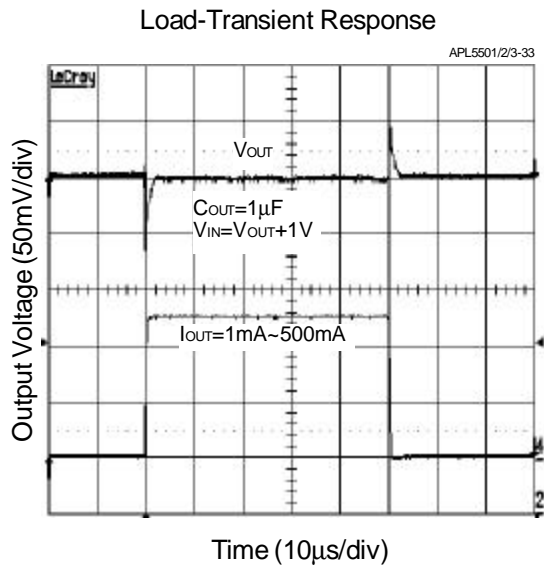 Load-Transient Response
APL5501/2/3-33
LeCroy
VOUT
COUT=1μF
VIN=VOUT+1V
IOUT=1mA~500mA
Output Voltage (50mV/div)
2
Time (10μs/div)